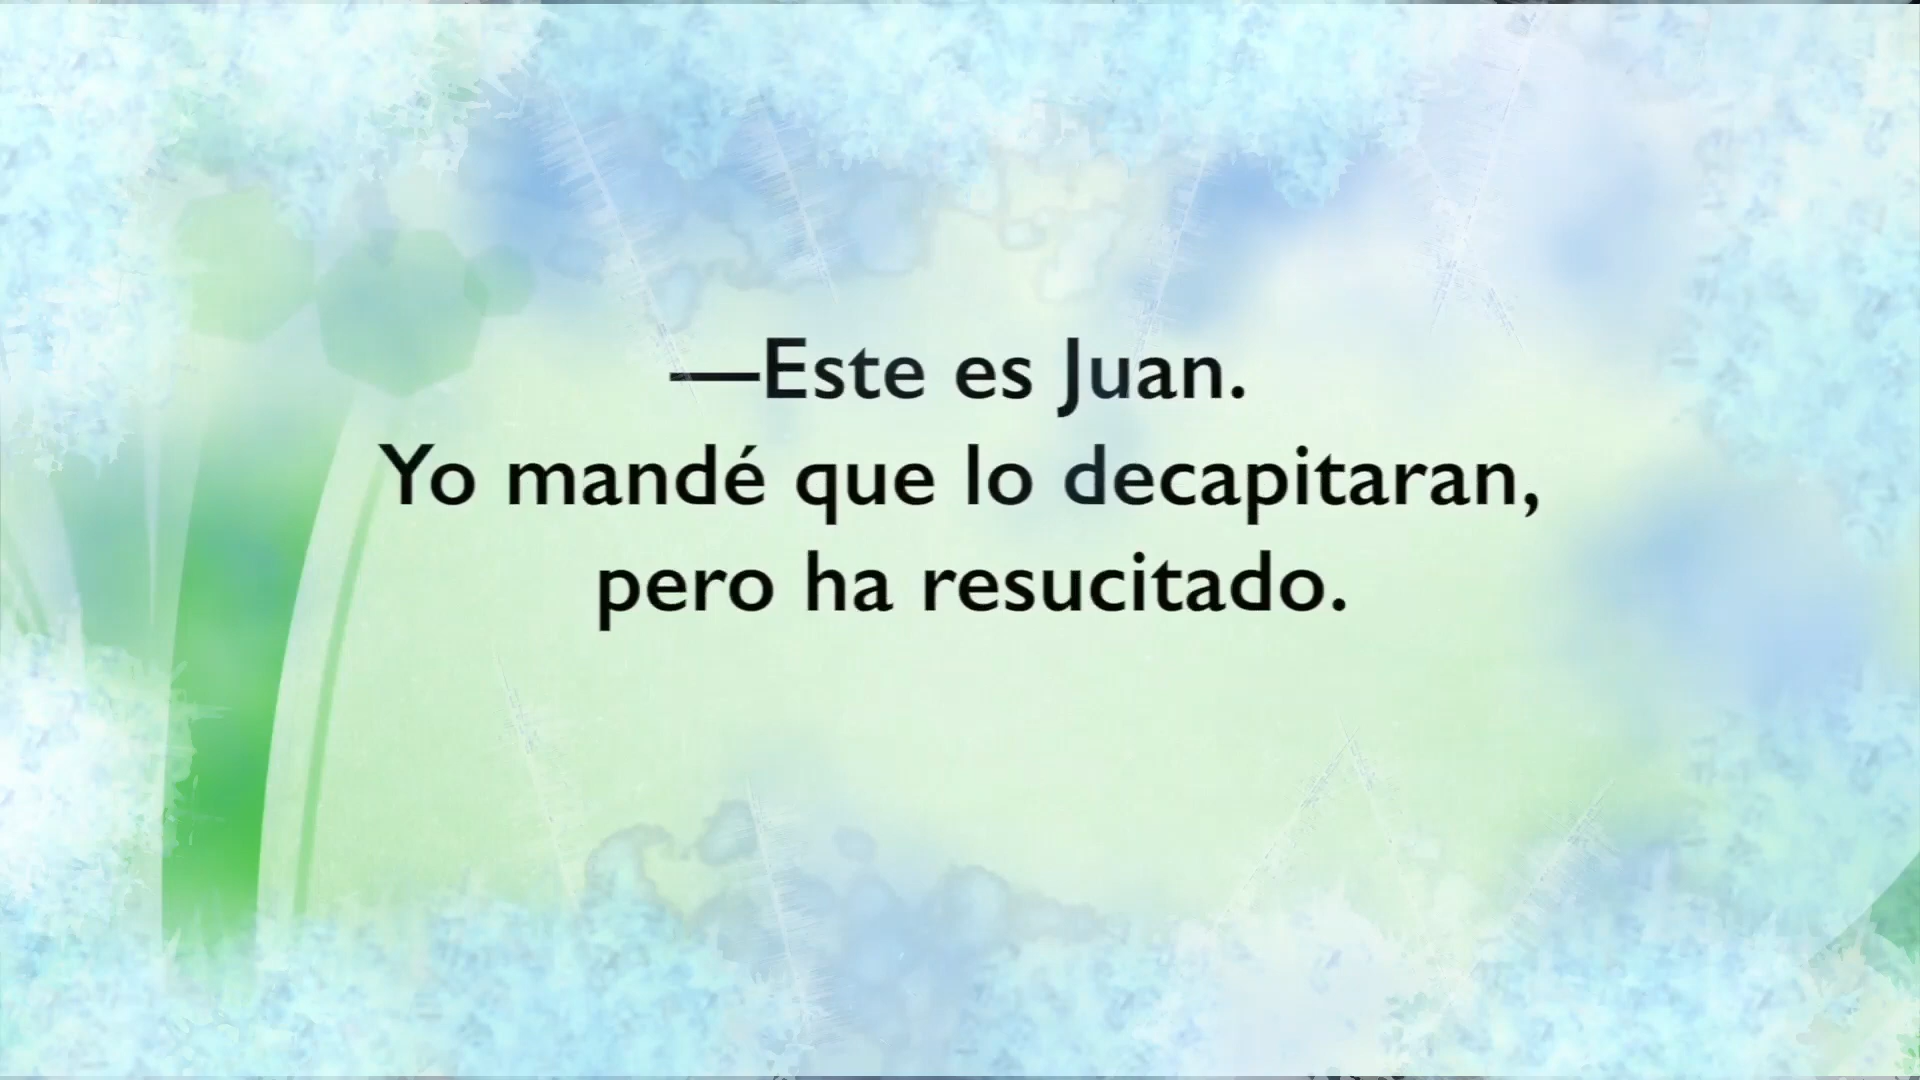 —Este es Juan.
Yo mandé que lo decapitaran,
pero ha resucitado.